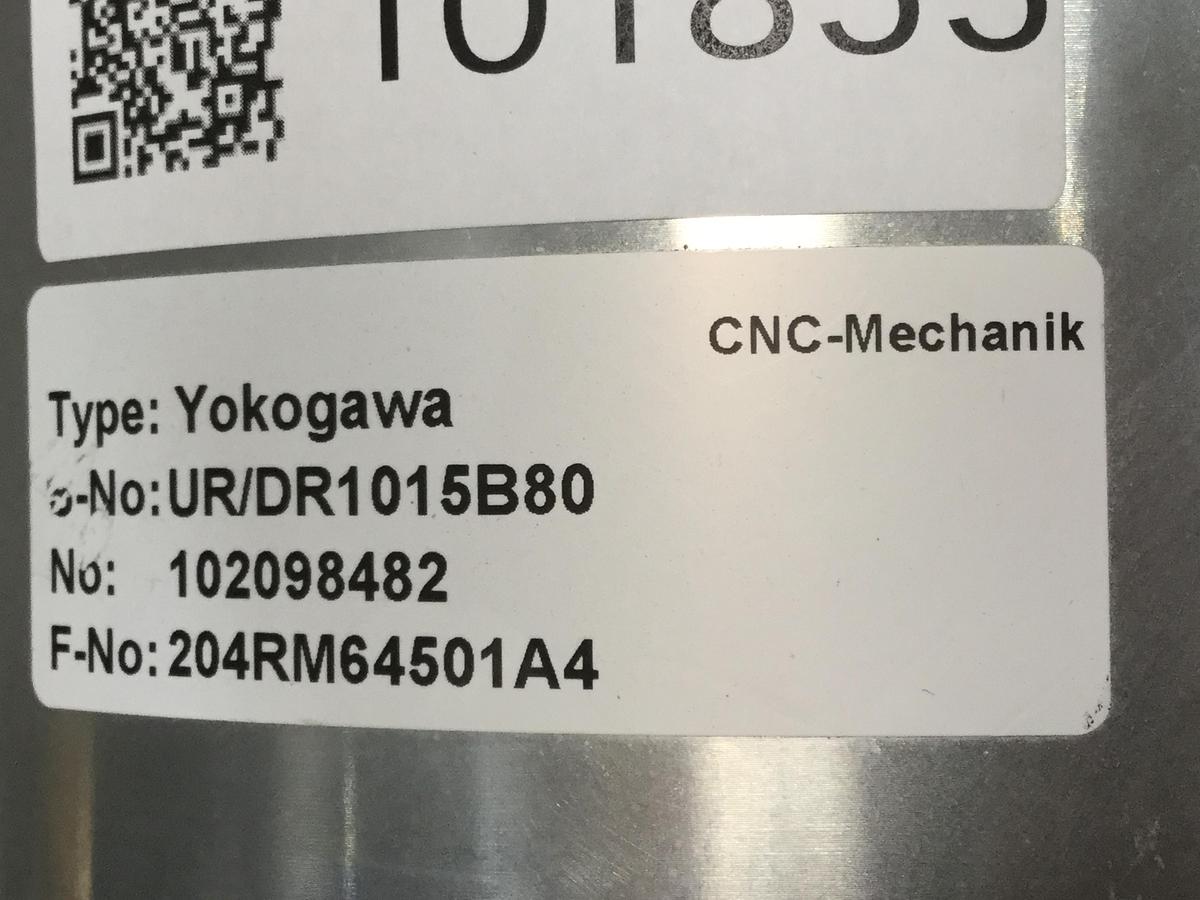 CNC-Mechanik
Type: Yokogawa
-No:UR/DR1015B80
No: 102098482
F-No:204RM64501A4